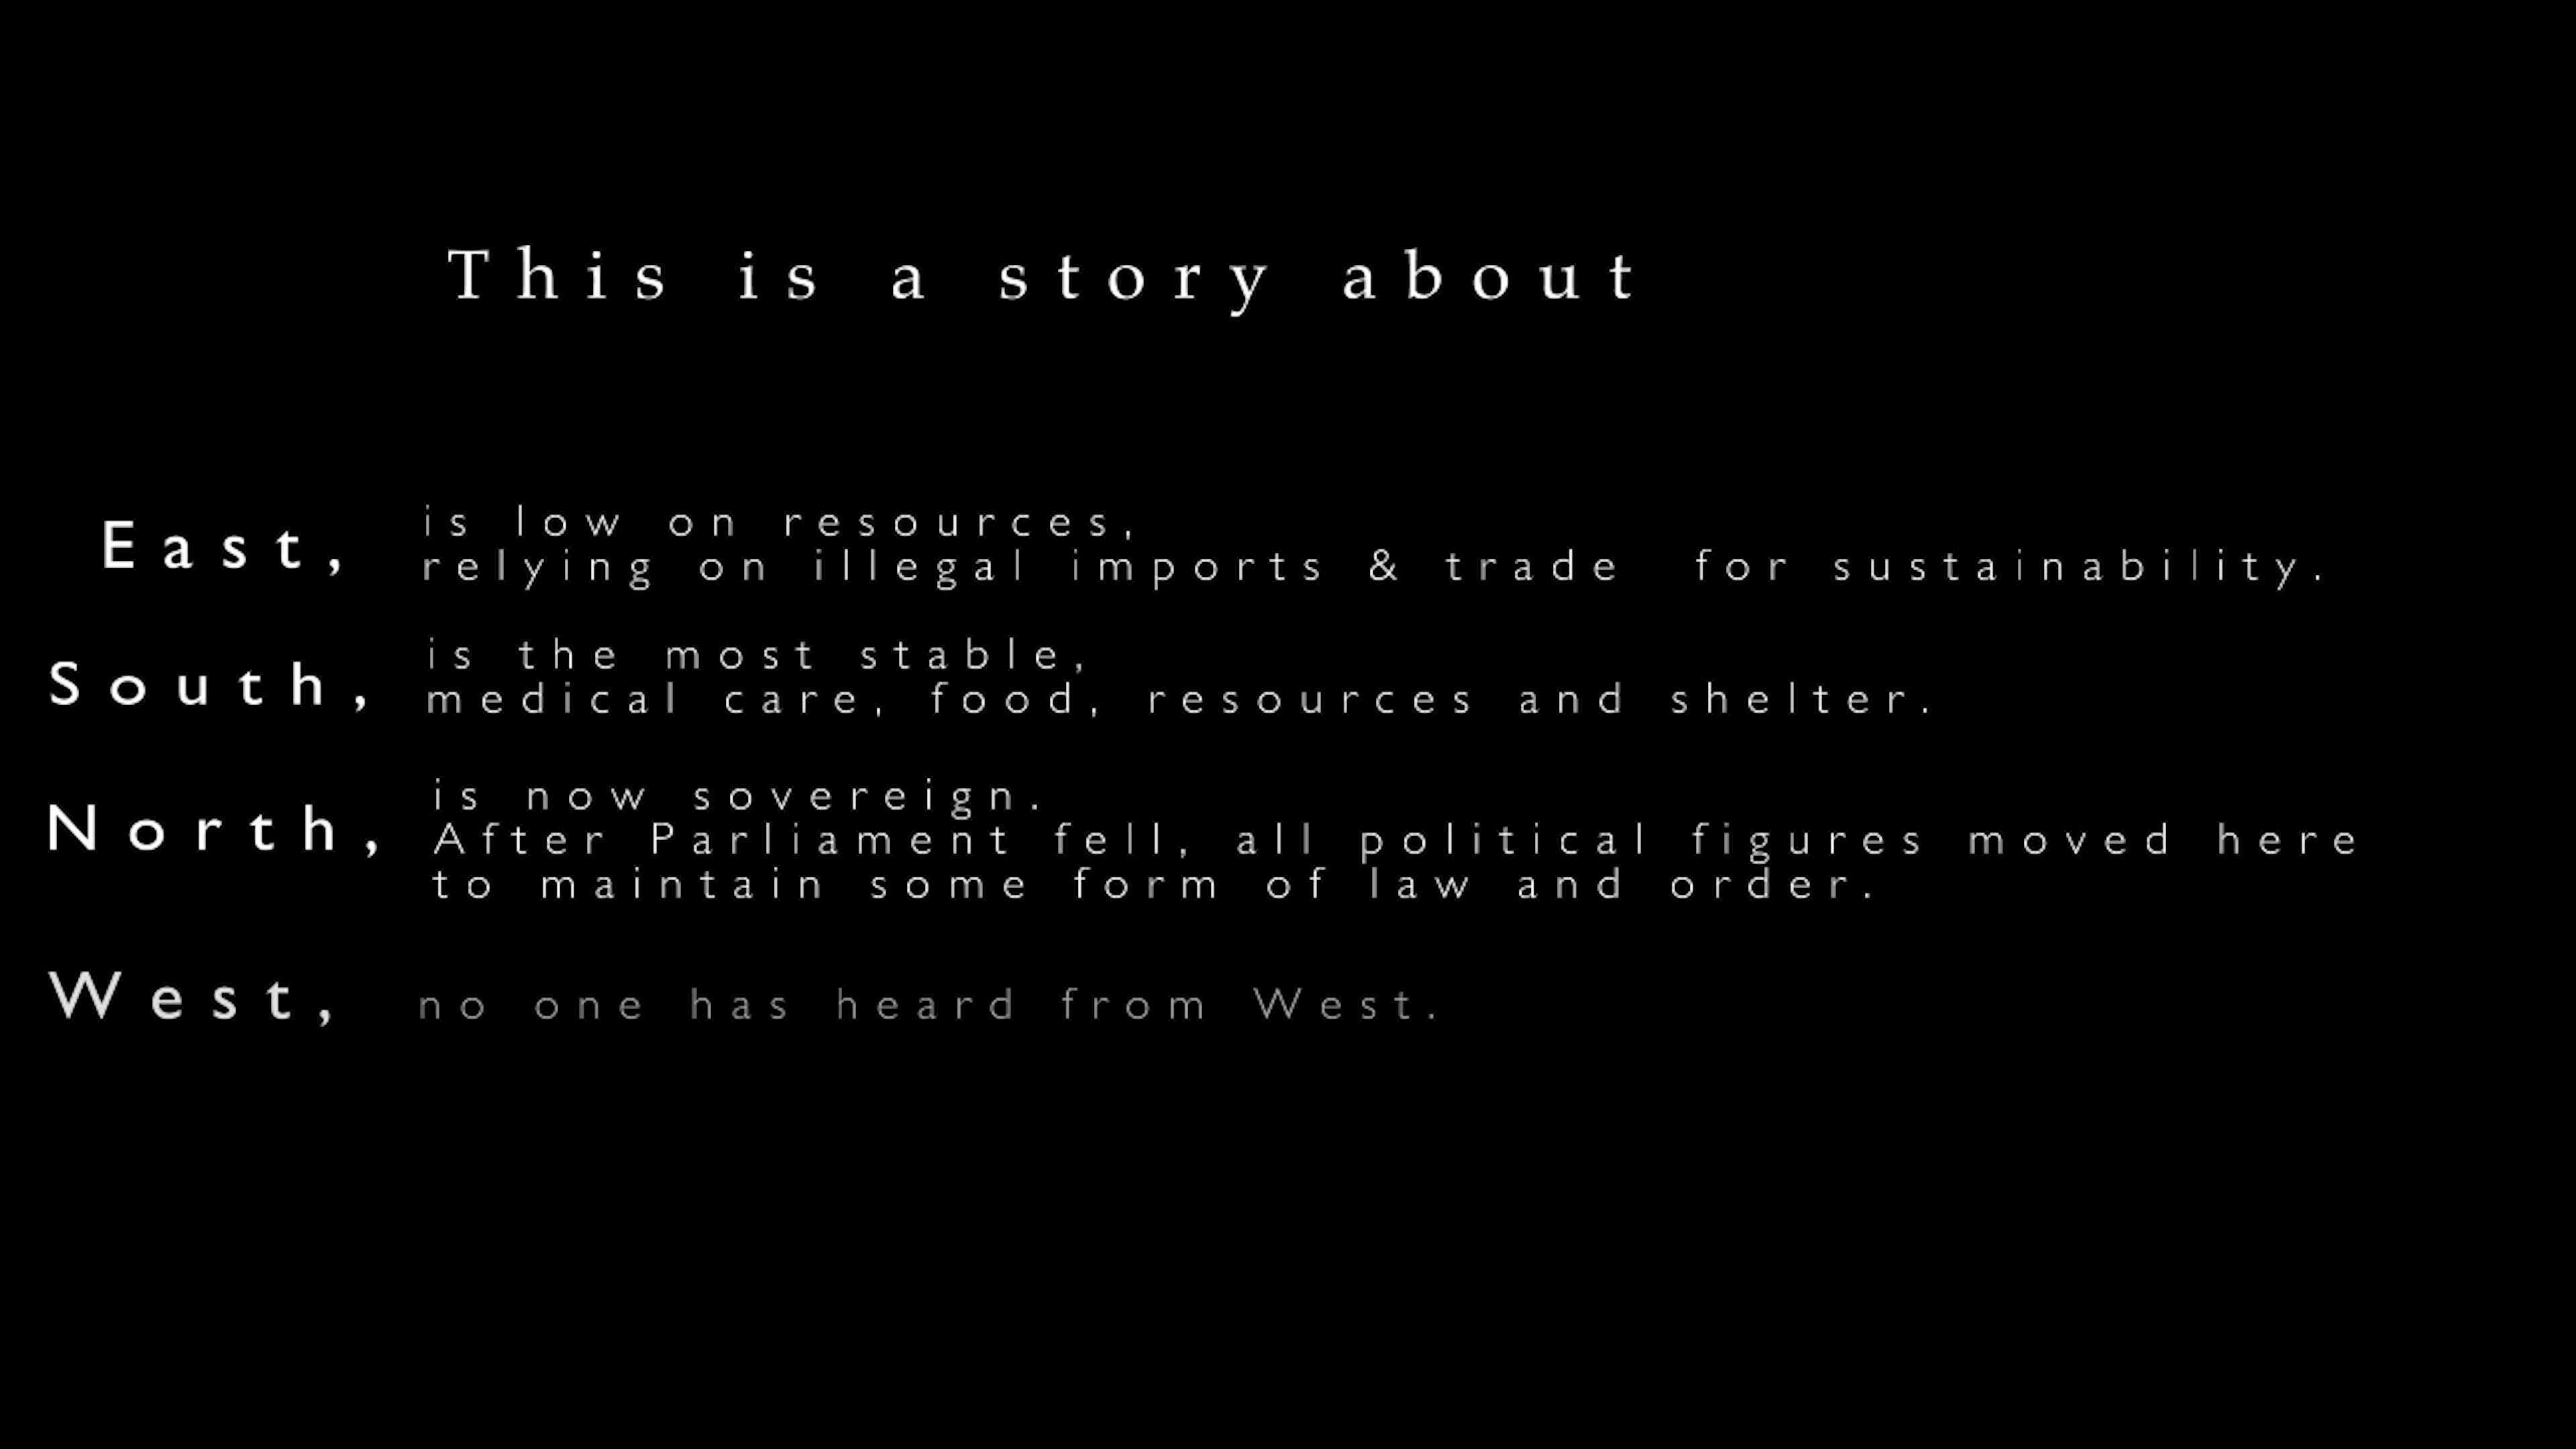 This is a story about
East, is low on resources,
relying on illegal imports & trade for sustainability.
South, is the most stable,
medical care, food, resources and shelter.
North, is now sovereign.
After Parliament fell, all political figures moved here
to maintain some form of law and order.
West, no one has heard from West.